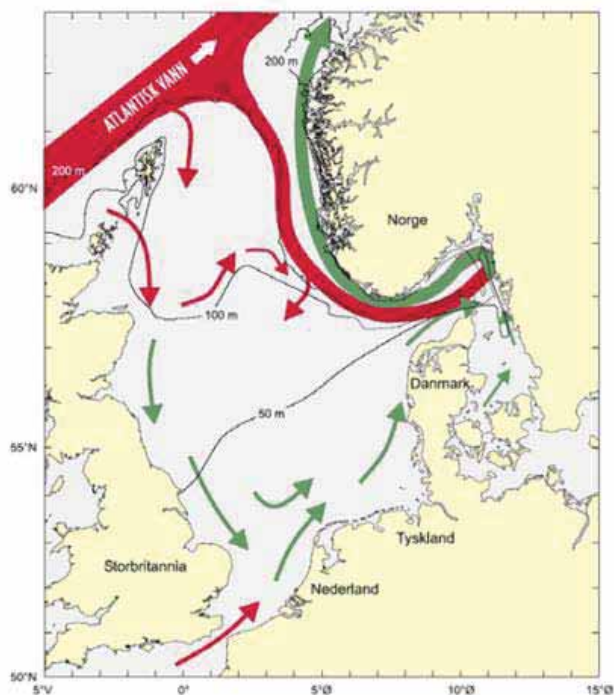 200 m
ATLANTISK VANN
200 m
60°N
Norge
100 m
Danmark
50 m
55°N
Tyskland
Storbritannia
Nederland
50°N
5°W
0°
5°Ø
10°Ø
15°Ø